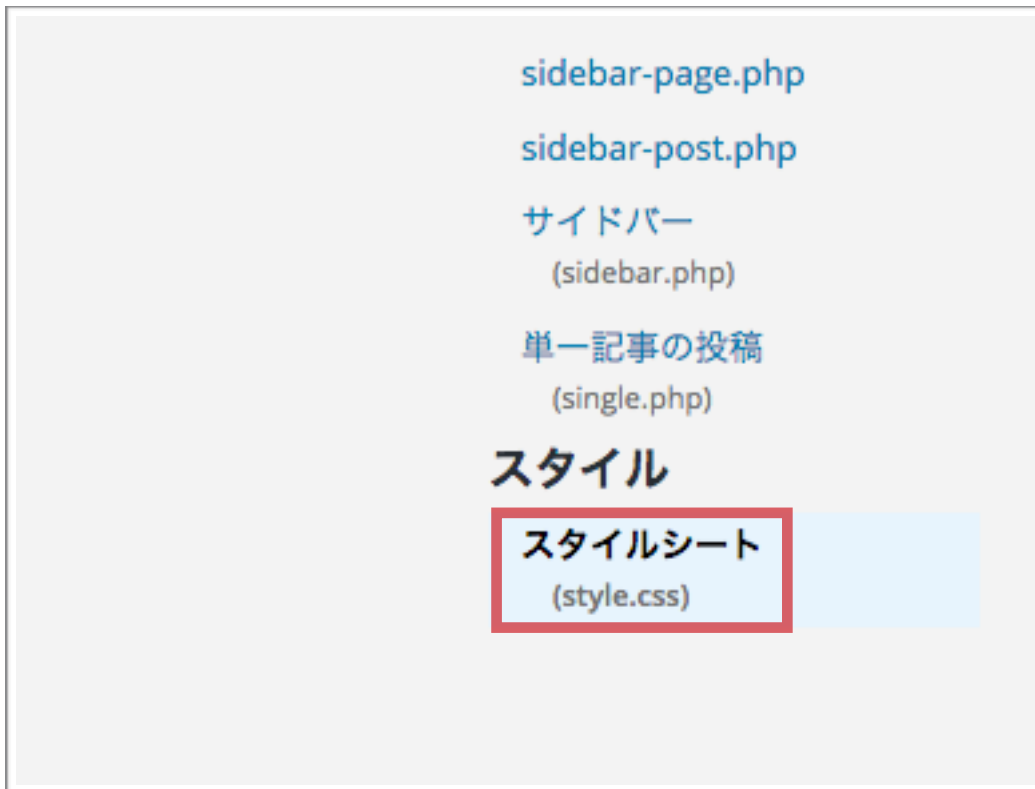 sidebar-page.php
sidebar-post.php
サイドバー
(sidebar.php)
単一記事の投稿
(single.php)
スタイル
スタイルシート
(style.css)